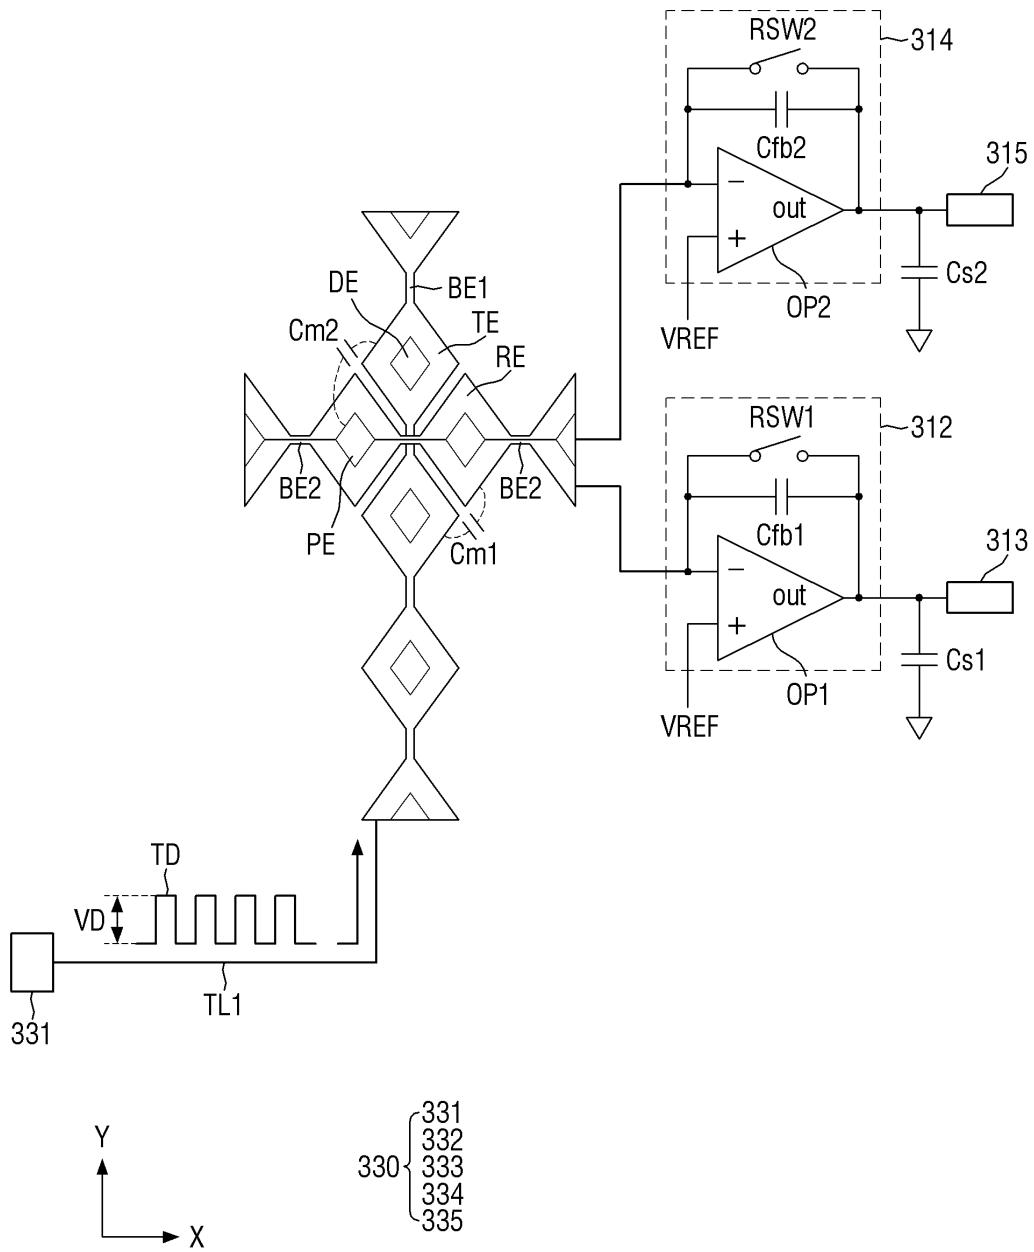 RSW2
314
Cfb2
315
−
out
+
Cs2
OP2
VREF
DE
BE1
Cm2
TE
RE
RSW1
312
BE2
BE2
PE
Cm1
Cfb1
313
−
out
+
Cs1
OP1
VREF
TD
VD
TL1
331
Y
X
330
331
332
333
334
335